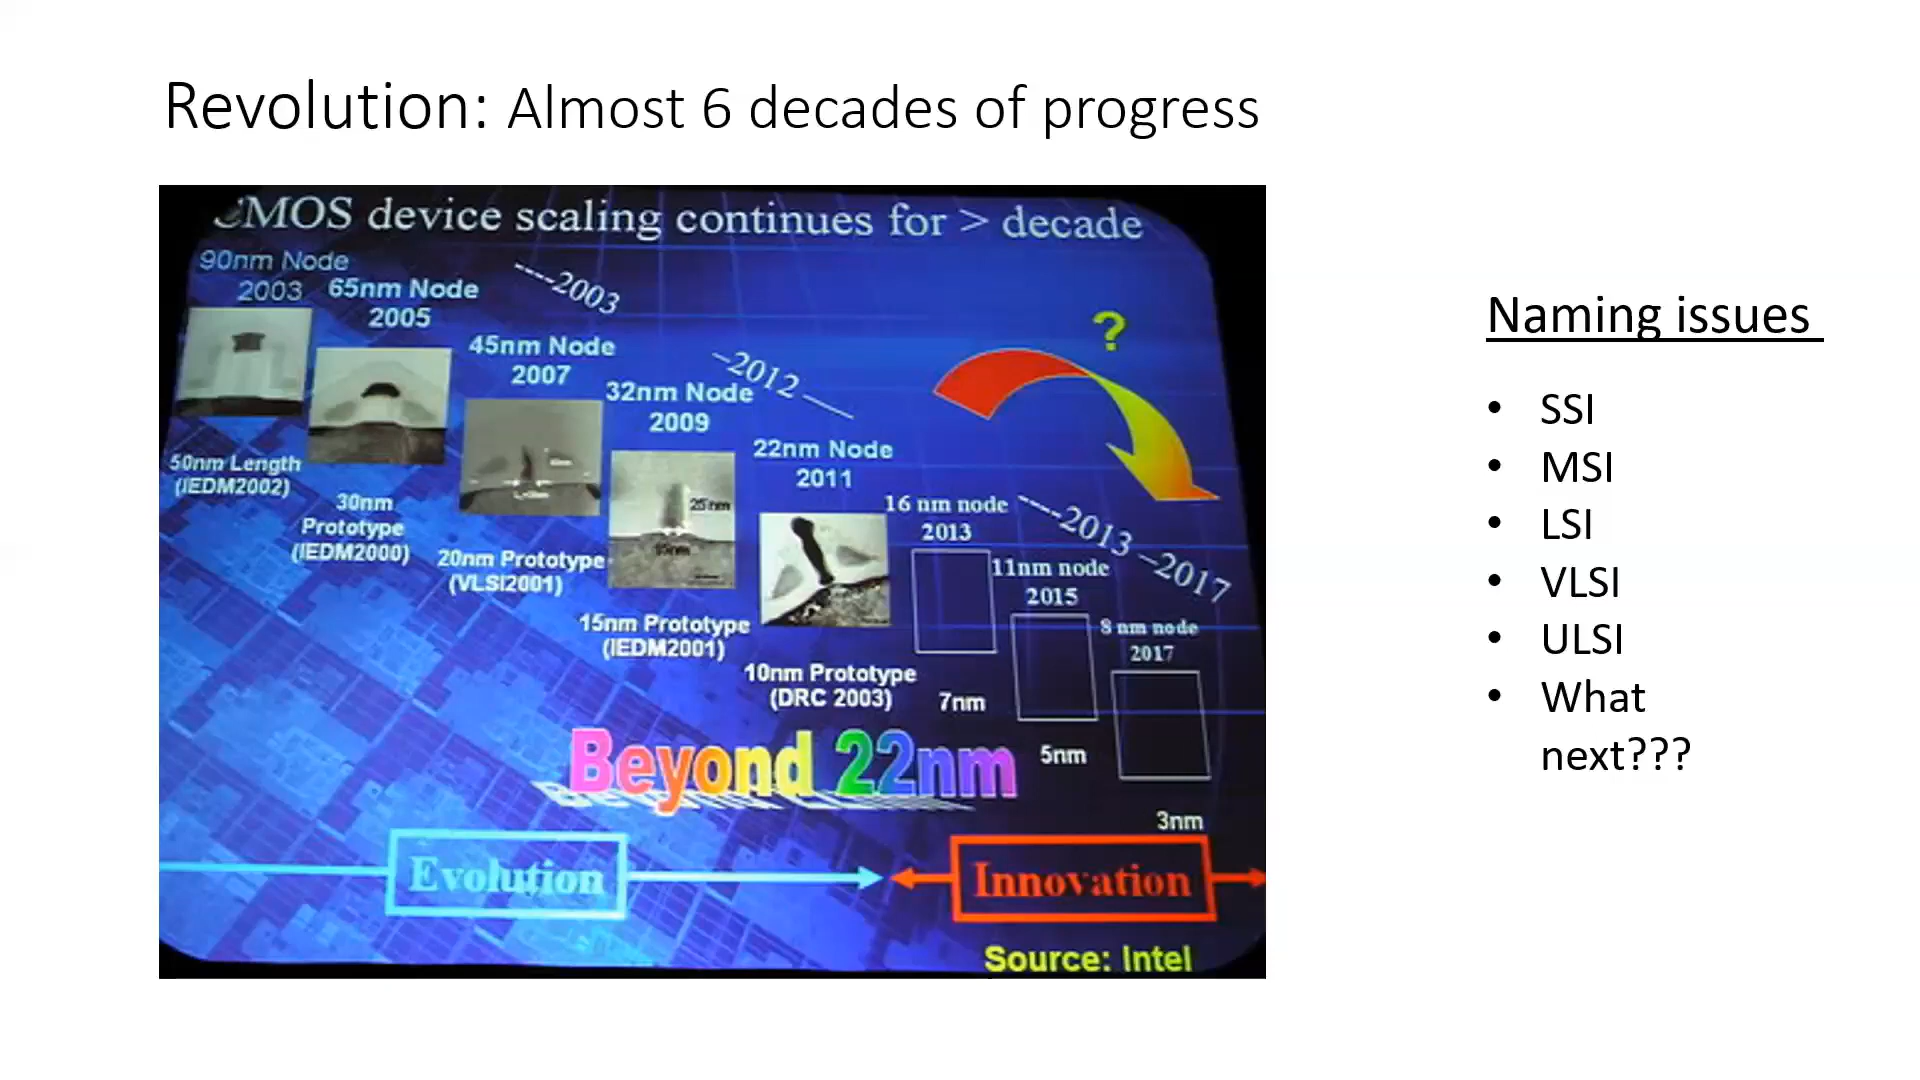 Revolution: Almost 6 decades of progress
CMOS device scaling continues for > decade
90nm Node
2003
65nm Node
2005
----2003
45nm Node
2007
32nm Node
2009
–2012 ––
22nm Node
2011
?
16 nm node
2013
----2013 –2017
11nm node
2015
8 nm node
2017
50nm Length
(IEDM2002)
30nm
Prototype
(IEDM2000)
20nm Prototype
(VLSI2001)
25nm
15nm Prototype
(IEDM2001)
10nm Prototype
(DRC 2003)
7nm
5nm
3nm
Beyond 22nm
Evolution
Innovation
Source: Intel
Naming issues
• SSI
• MSI
• LSI
• VLSI
• ULSI
• What
next???